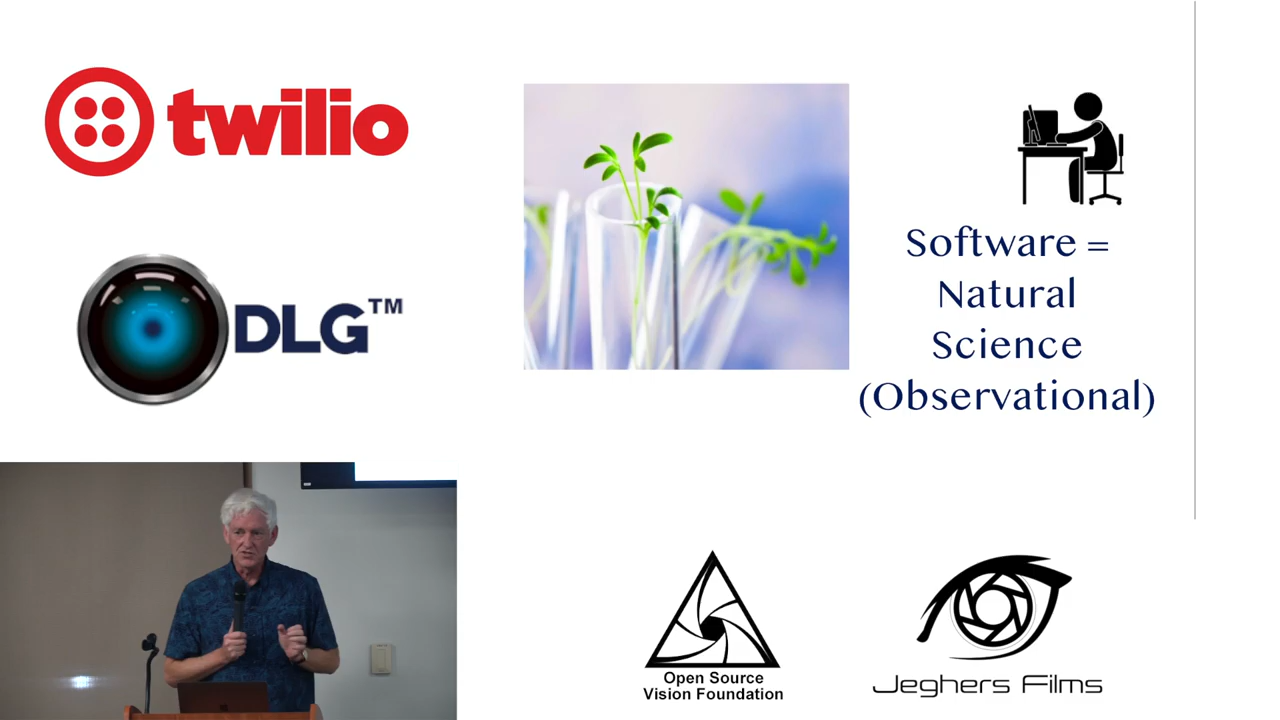 twilio
DLG™
Software =
Natural
Science
(Observational)
Open Source
Vision Foundation
Jeghers Films